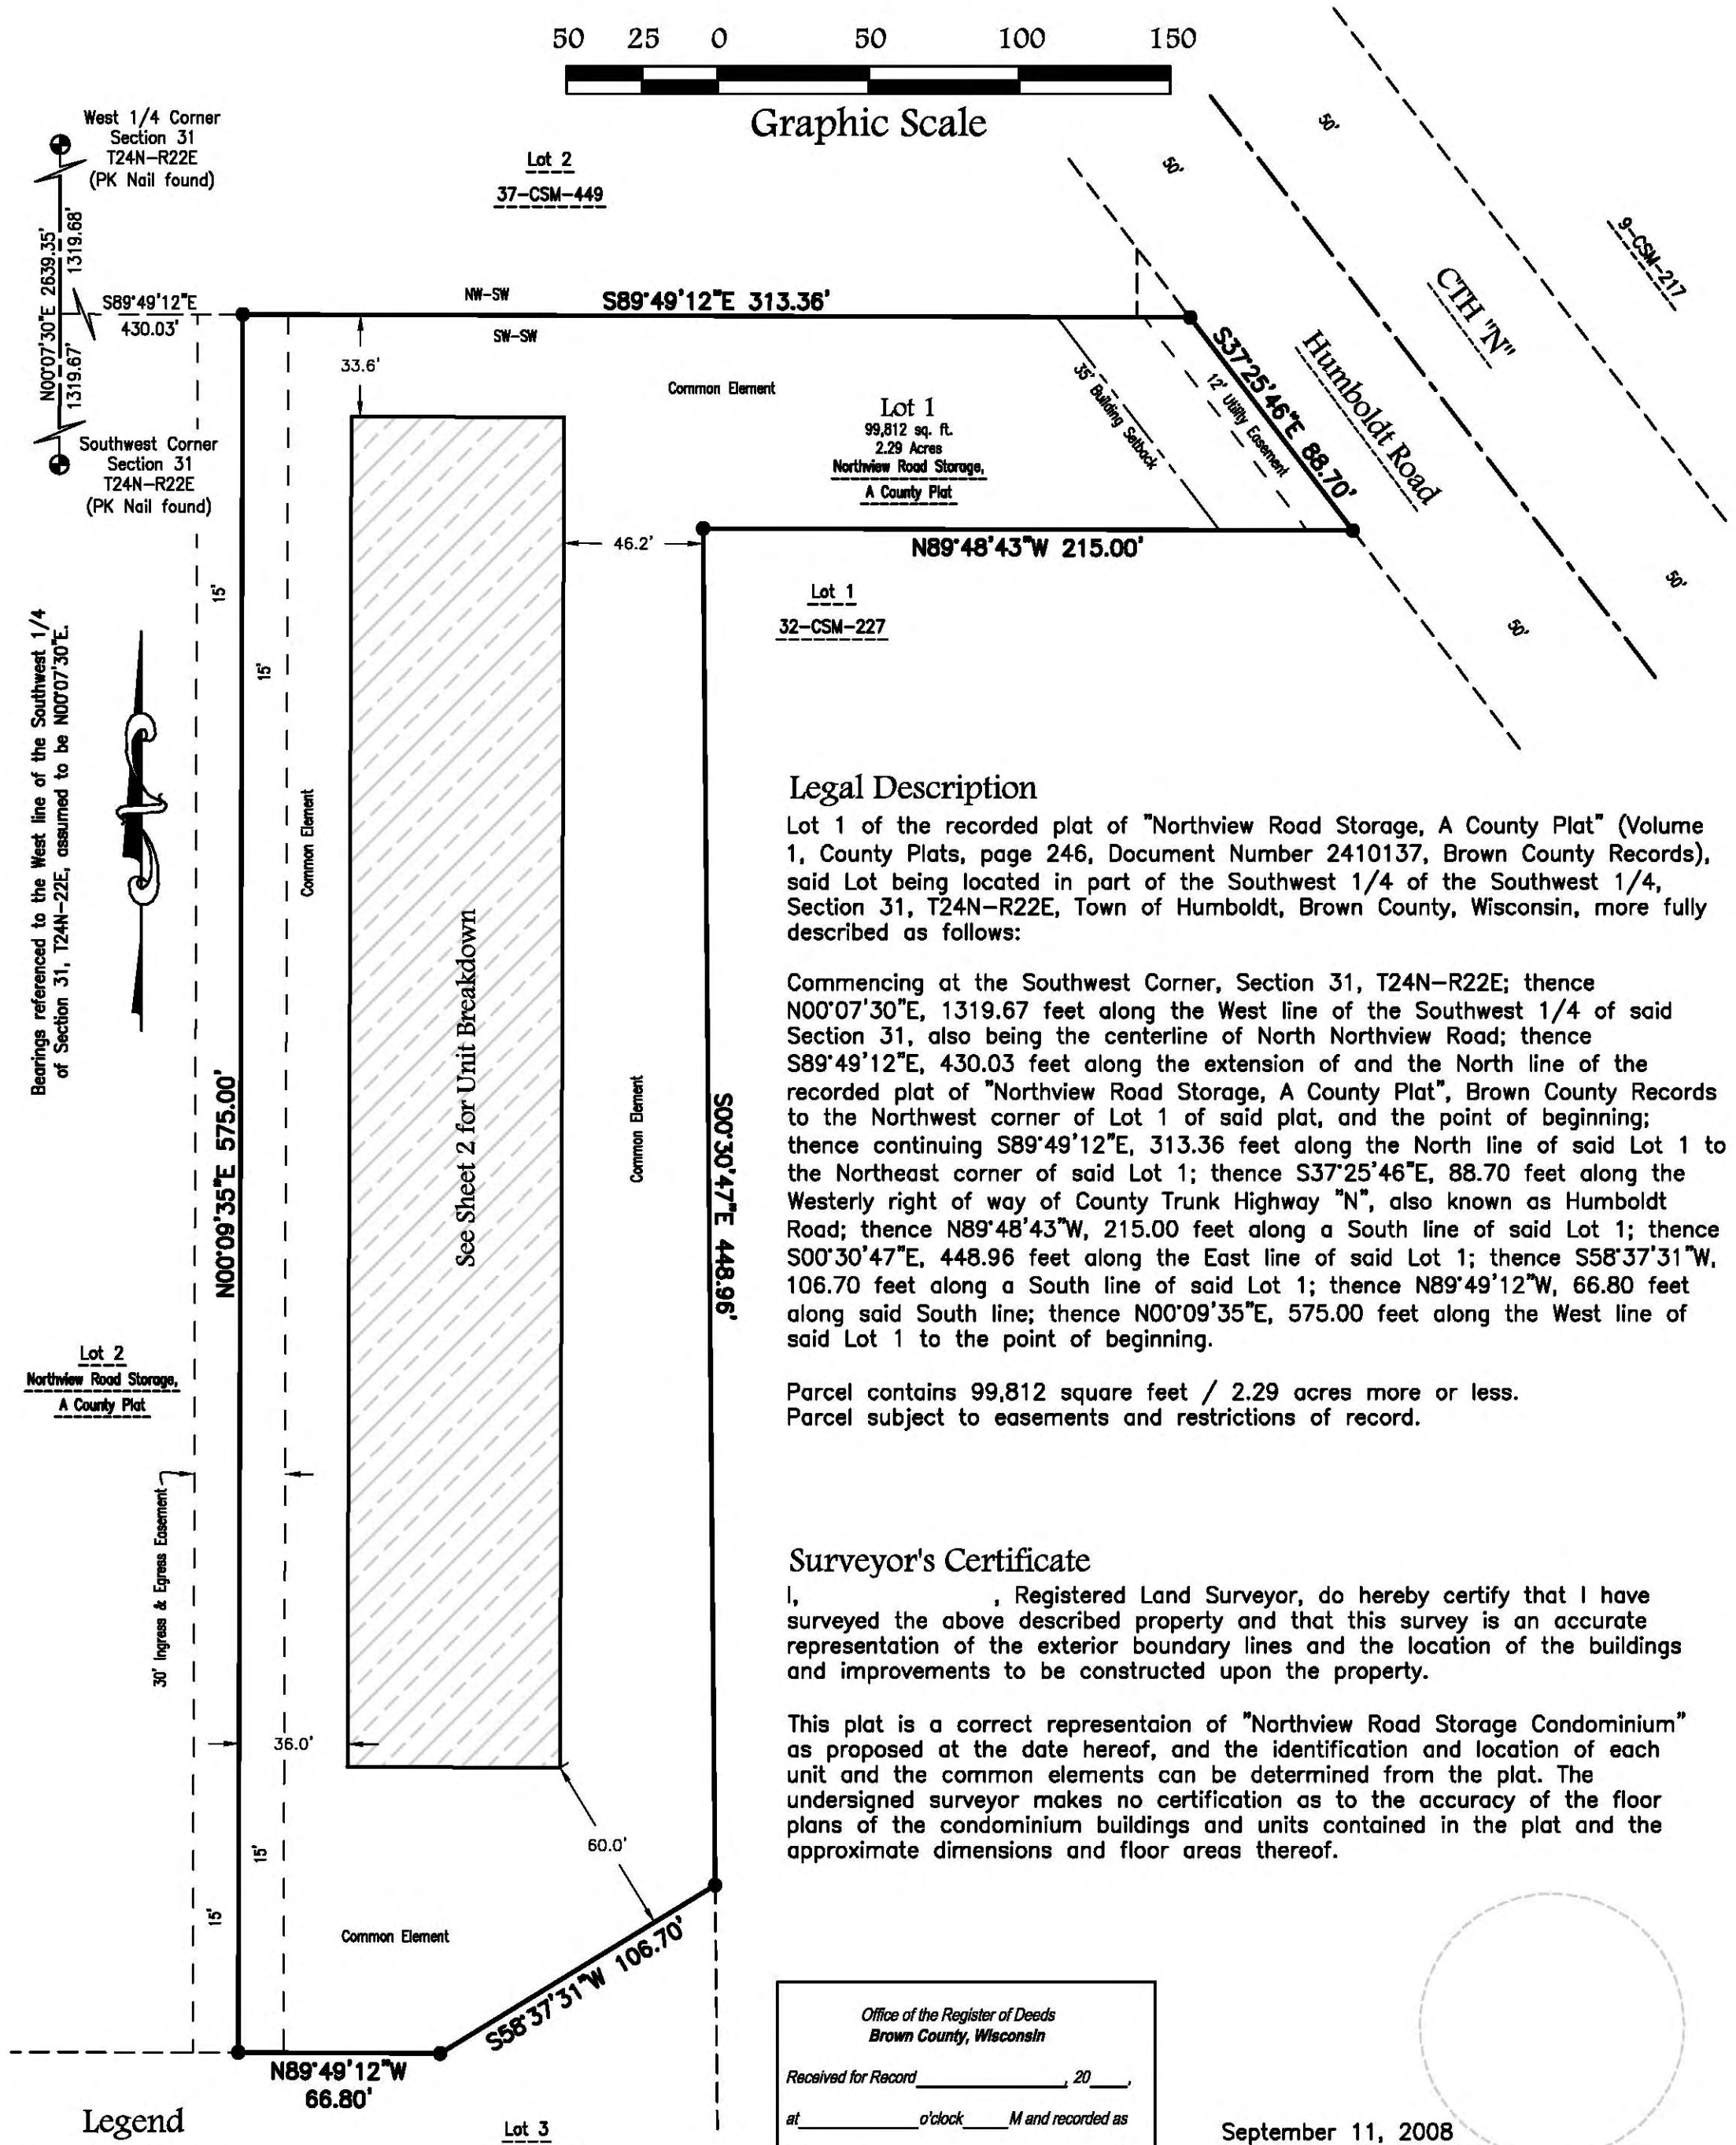 50 25 0 50 100 150
Graphic Scale
West 1/4 Corner
Section 31
T24N-R22E
(PK Nail found)
Lot 2
37-CSM-449
50'
50'
9-CSM-217
CTH "N"
Humboldt Road
N00°07'30"E 2639.35'
1319.68'
1319.67'
S89°49'12"E
430.03'
NW-SW
S89°49'12"E 313.36'
SW-SW
33.6'
Common Element
S37°25'46"E 88.70'
12' Utility Easement
35' Building Setback
Lot 1
99,812 sq. ft.
2.29 Acres
Northview Road Storage,
A County Plat
Southwest Corner
Section 31
T24N-R22E
(PK Nail found)
46.2'
N89°48'43"W 215.00'
50'
50'
Lot 1
32-CSM-227
15'
15'
Bearings referenced to the West line of the Southwest 1/4
of Section 31, T24N-22E, assumed to be N00°07'30"E.
Common Element
See Sheet 2 for Unit Breakdown
Common Element
N00°09'35"E 575.00'
S00°30'47"E 448.96'
Legal Description
Lot 1 of the recorded plat of "Northview Road Storage, A County Plat" (Volume
1, County Plats, page 246, Document Number 2410137, Brown County Records),
said Lot being located in part of the Southwest 1/4 of the Southwest 1/4,
Section 31, T24N-R22E, Town of Humboldt, Brown County, Wisconsin, more fully
described as follows:
Commencing at the Southwest Corner, Section 31, T24N-R22E; thence
N00°07'30"E, 1319.67 feet along the West line of the Southwest 1/4 of said
Section 31, also being the centerline of North Northview Road; thence
S89°49'12"E, 430.03 feet along the extension of and the North line of the
recorded plat of "Northview Road Storage, A County Plat", Brown County Records
to the Northwest corner of Lot 1 of said plat, and the point of beginning;
thence continuing S89°49'12"E, 313.36 feet along the North line of said Lot 1 to
the Northeast corner of said Lot 1; thence S37°25'46"E, 88.70 feet along the
Westerly right of way of County Trunk Highway "N", also known as Humboldt
Road; thence N89°48'43"W, 215.00 feet along a South line of said Lot 1; thence
S00°30'47"E, 448.96 feet along the East line of said Lot 1; thence S58°37'31"W,
106.70 feet along a South line of said Lot 1; thence N89°49'12"W, 66.80 feet
along said South line; thence N00°09'35"E, 575.00 feet along the West line of
said Lot 1 to the point of beginning.
Parcel contains 99,812 square feet / 2.29 acres more or less.
Parcel subject to easements and restrictions of record.
Lot 2
Northview Road Storage,
A County Plat
30' Ingress & Egress Easement
36.0'
60.0'
15'
15'
Common Element
S58°37'31"W 106.70'
N89°49'12"W
66.80'
Surveyor's Certificate
I, , Registered Land Surveyor, do hereby certify that I have
surveyed the above described property and that this survey is an accurate
representation of the exterior boundary lines and the location of the buildings
and improvements to be constructed upon the property.
This plat is a correct representaion of "Northview Road Storage Condominium"
as proposed at the date hereof, and the identification and location of each
unit and the common elements can be determined from the plat. The
undersigned surveyor makes no certification as to the accuracy of the floor
plans of the condominium buildings and units contained in the plat and the
approximate dimensions and floor areas thereof.
Office of the Register of Deeds
Brown County, Wisconsin
Received for Record____, 20____,
at____o'clock____M and recorded as
Legend
Lot 3
September 11, 2008